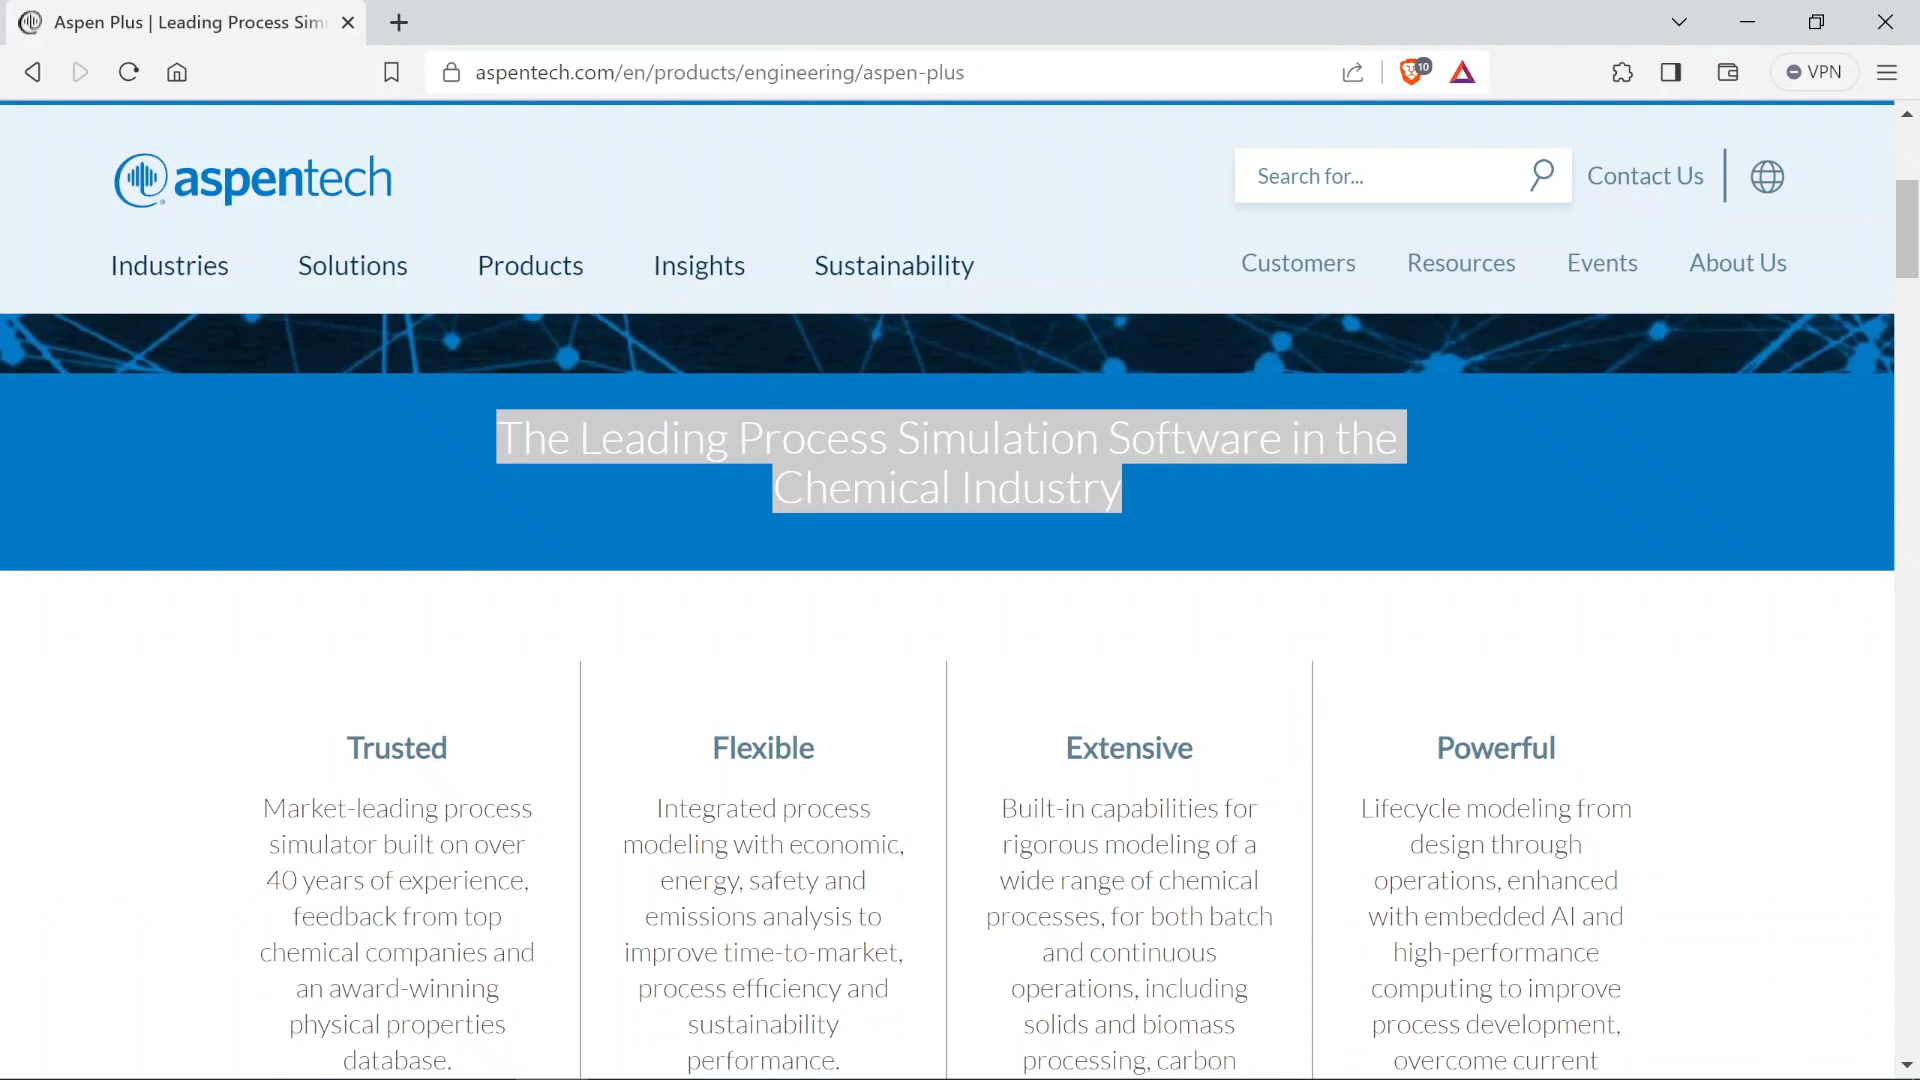 Aspen Plus | Leading Process Sim
aspentech.com/en/products/engineering/aspen-plus
10
VPN
aspentech
Search for...
Contact Us
Industries
Solutions
Products
Insights
Sustainability
Customers
Resources
Events
About Us
The Leading Process Simulation Software in the
Chemical Industry
Trusted
Market-leading process
simulator built on over
40 years of experience,
feedback from top
chemical companies and
an award-winning
physical properties
database.
Flexible
Integrated process
modeling with economic,
energy, safety and
emissions analysis to
improve time-to-market,
process efficiency and
sustainability
performance.
Extensive
Built-in capabilities for
rigorous modeling of a
wide range of chemical
processes, for both batch
and continuous
operations, including
solids and biomass
processing, carbon
Powerful
Lifecycle modeling from
design through
operations, enhanced
with embedded AI and
high-performance
computing to improve
process development,
overcome current